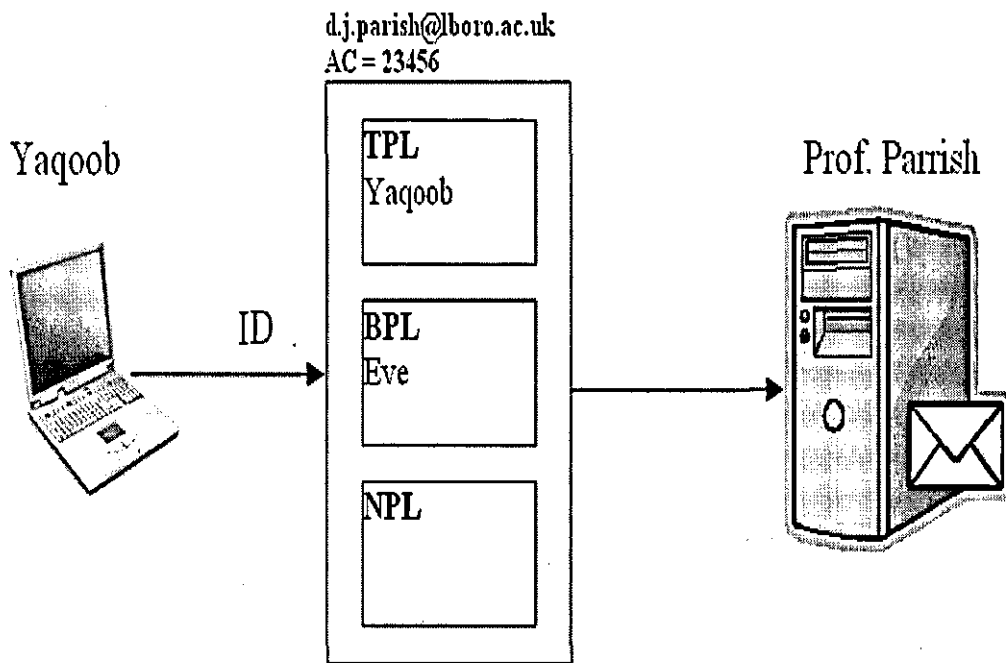 d.j.parish@lboro.ac.uk
AC = 23456
Yaqoob
TPL
Yaqoob
Prof. Parrish
ID
BPL
Eve
NPL